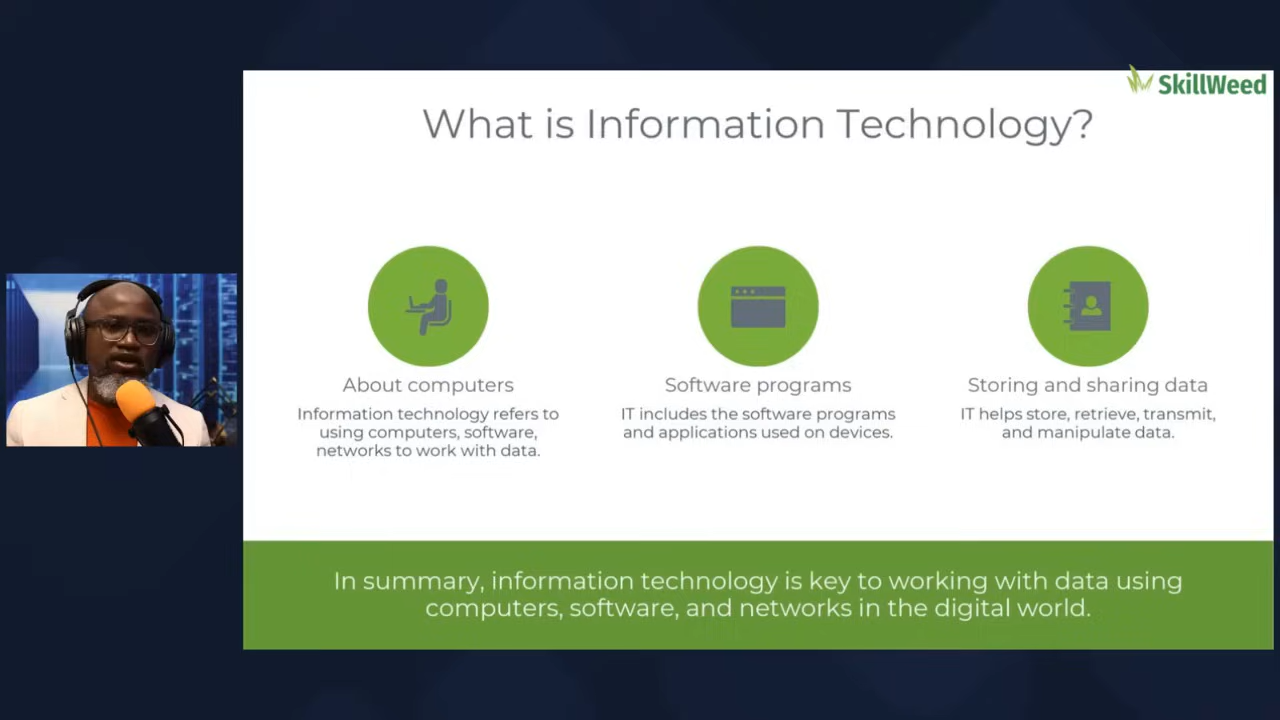 SkillWeed
What is Information Technology?
About computers
Information technology refers to
using computers, software,
networks to work with data.
Software programs
IT includes the software programs
and applications used on devices.
Storing and sharing data
IT helps store, retrieve, transmit,
and manipulate data.
In summary, information technology is key to working with data using
computers, software, and networks in the digital world.